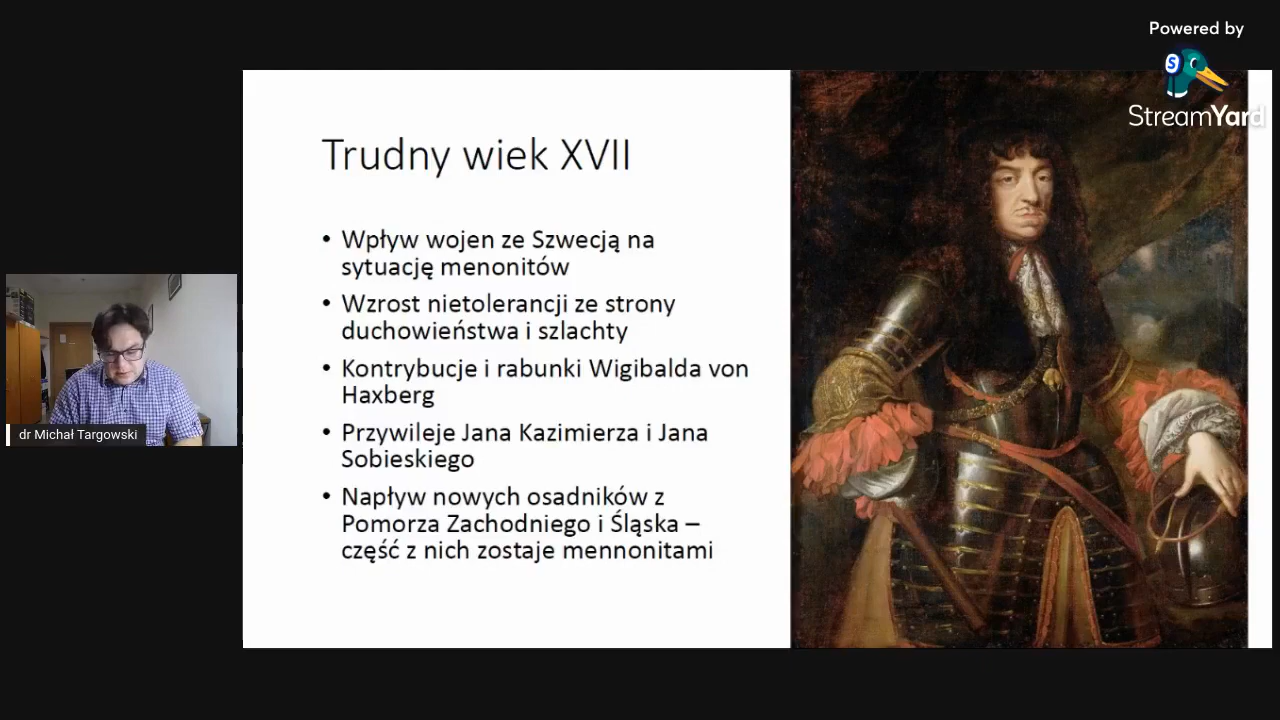 Powered by
StreamYard
Trudny wiek XVII
• Wpływ wojen ze Szwecją na
sytuację menonitów
• Wzrost nietolerancji ze strony
duchowieństwa i szlachty
• Kontrybucje i rabunki Wigibalda von
Haxberg
• Przywileje Jana Kazimierza i Jana
Sobieskiego
• Napływ nowych osadników z
Pomorza Zachodniego i Śląska –
część z nich zostaje mennonitami
dr Michał Targowski